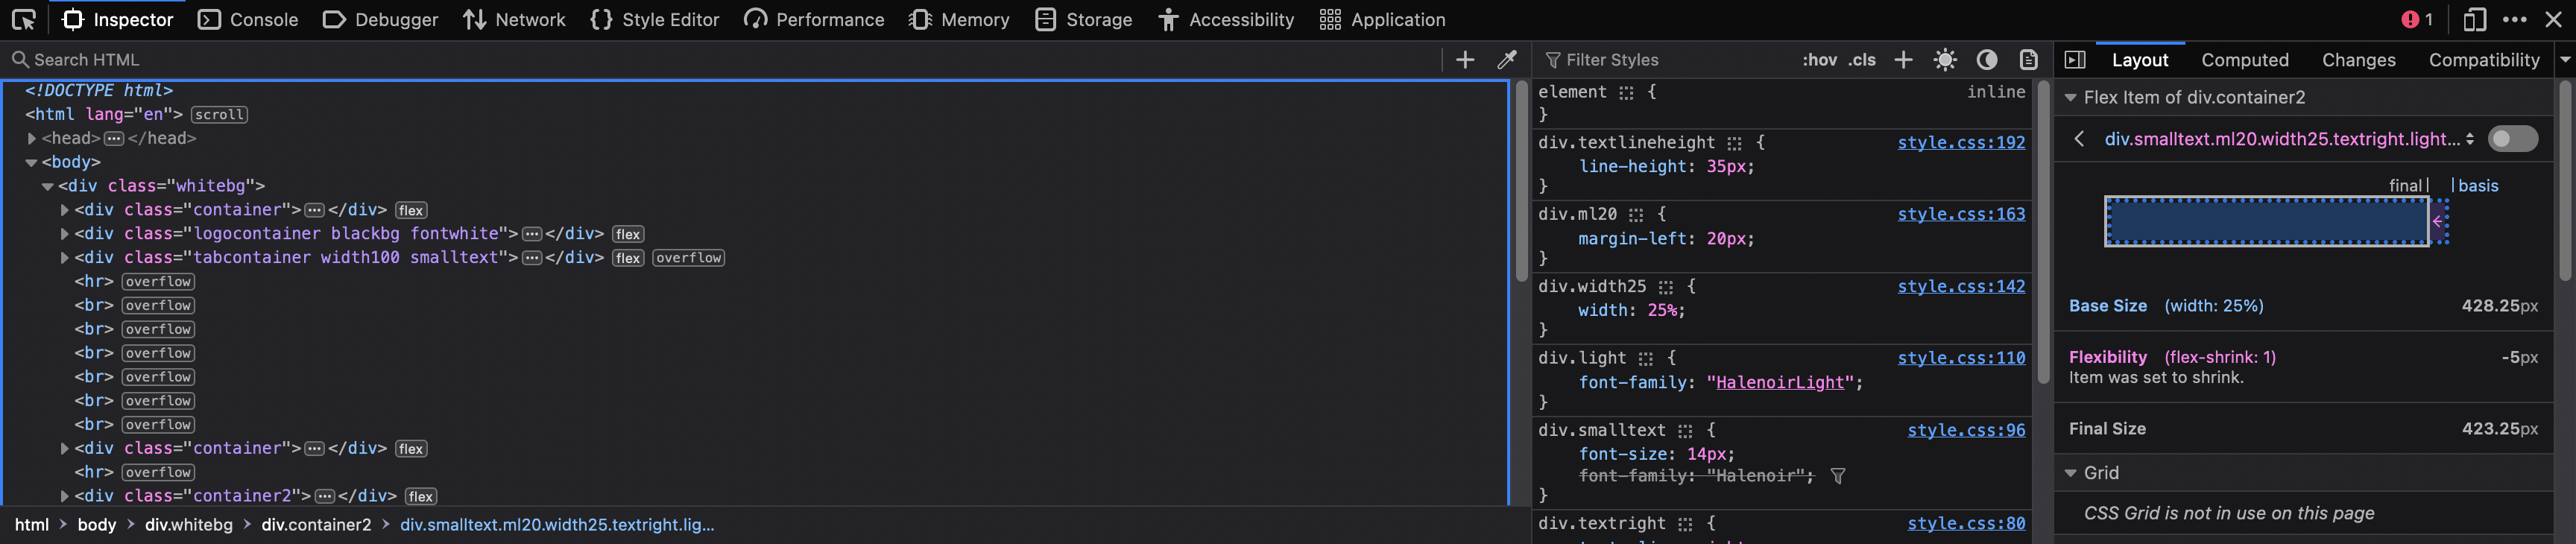 Inspector Console Debugger Network {} Style Editor Performance Memory Storage Accessibility Application 1
Search HTML
<!DOCTYPE html>
<html lang="en"> scroll
<head> </head>
<body>
<div class="whitebg">
<div class="container"> </div> flex
<div class="logocontainer blackbg fontwhite"> </div> flex
<div class="tabcontainer width100 smalltext"> </div> flex overflow
<hr> overflow
<br> overflow
<br> overflow
<br> overflow
<br> overflow
<br> overflow
<br> overflow
<div class="container"> </div> flex
<hr> overflow
<div class="container2"> </div> flex
html > body > div.whitebg > div.container2 > div.smalltext.ml20.width25.textright.lig...
Filter Styles :hov .cls
element { inline
}
div.textlineheight { style.css:192
line-height: 35px;
}
div.ml20 { style.css:163
margin-left: 20px;
}
div.width25 { style.css:142
width: 25%;
}
div.light { style.css:110
font-family: "HalenoirLight";
}
div.smalltext { style.css:96
font-size: 14px;
font-family: "Halenoir";
}
div.textright { style.css:80
Layout Computed Changes Compatibility
Flex Item of div.container2
div.smalltext.ml20.width25.textright.light...
final basis
Base Size (width: 25%) 428.25px
Flexibility (flex-shrink: 1) -5px
Item was set to shrink.
Final Size 423.25px
Grid
CSS Grid is not in use on this page